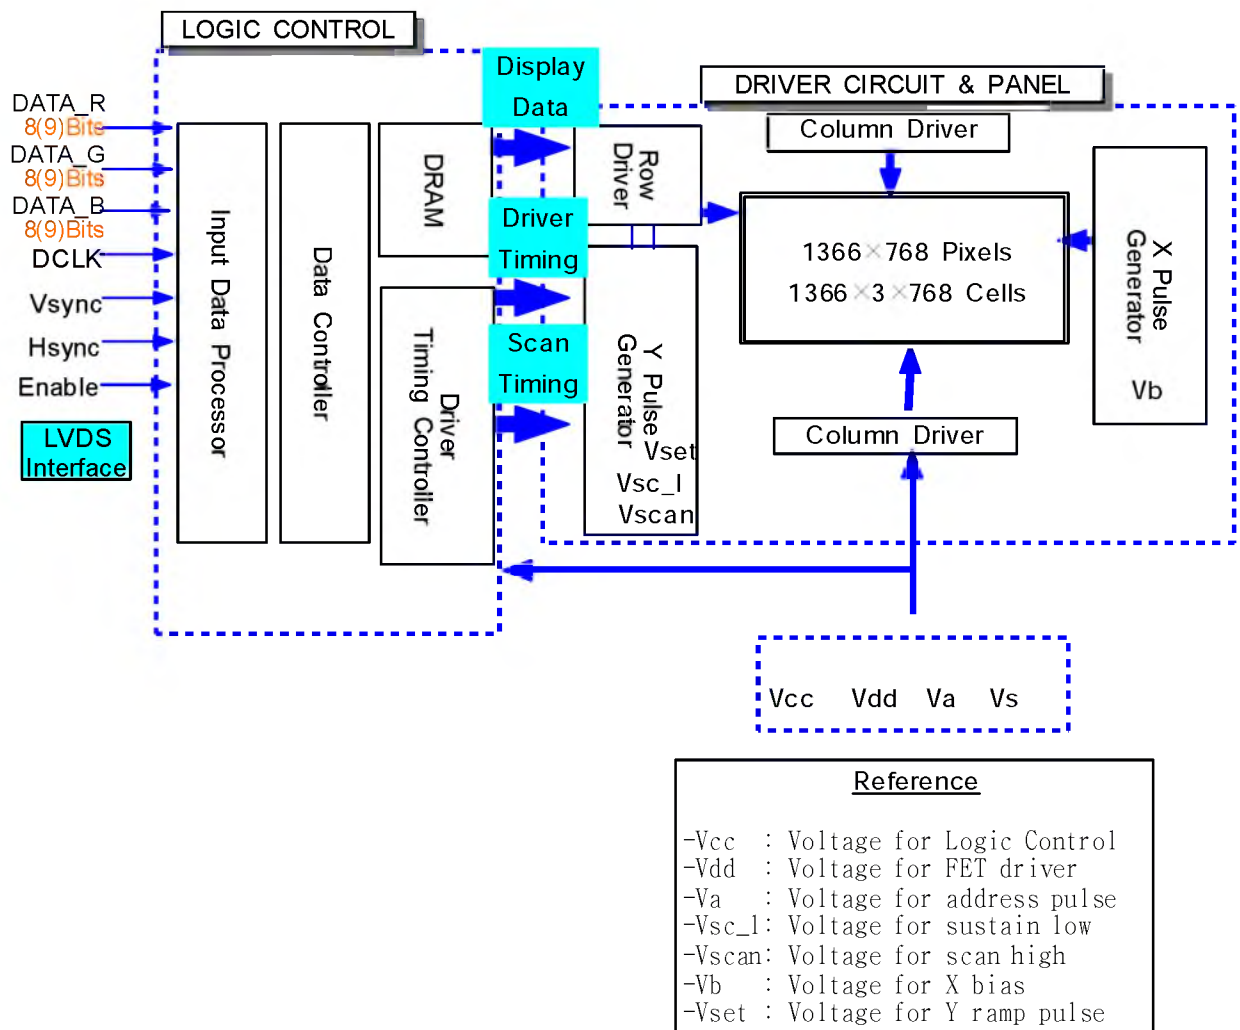 LOGIC CONTROL
Display
Data
DRIVER CIRCUIT & PANEL
DATA_R
8(9)Bits
DATA_G
8(9)Bits
DATA_B
8(9)Bits
DCLK
Vsync
Hsync
Enable
LVDS
Interface
Input Data Processor
Data Controller
DRAM
Driver
Timing Controller
Driver
Timing
Scan
Timing
Row
Driver
Y Pulse
Generator
Vset
Vsc_l
Vscan
Column Driver
1366×768 Pixels
1366×3×768 Cells
Column Driver
X Pulse
Generator
Vb
Vcc Vdd Va Vs
Reference
-Vcc : Voltage for Logic Control
-Vdd : Voltage for FET driver
-Va : Voltage for address pulse
-Vsc_l: Voltage for sustain low
-Vscan: Voltage for scan high
-Vb : Voltage for X bias
-Vset : Voltage for Y ramp pulse